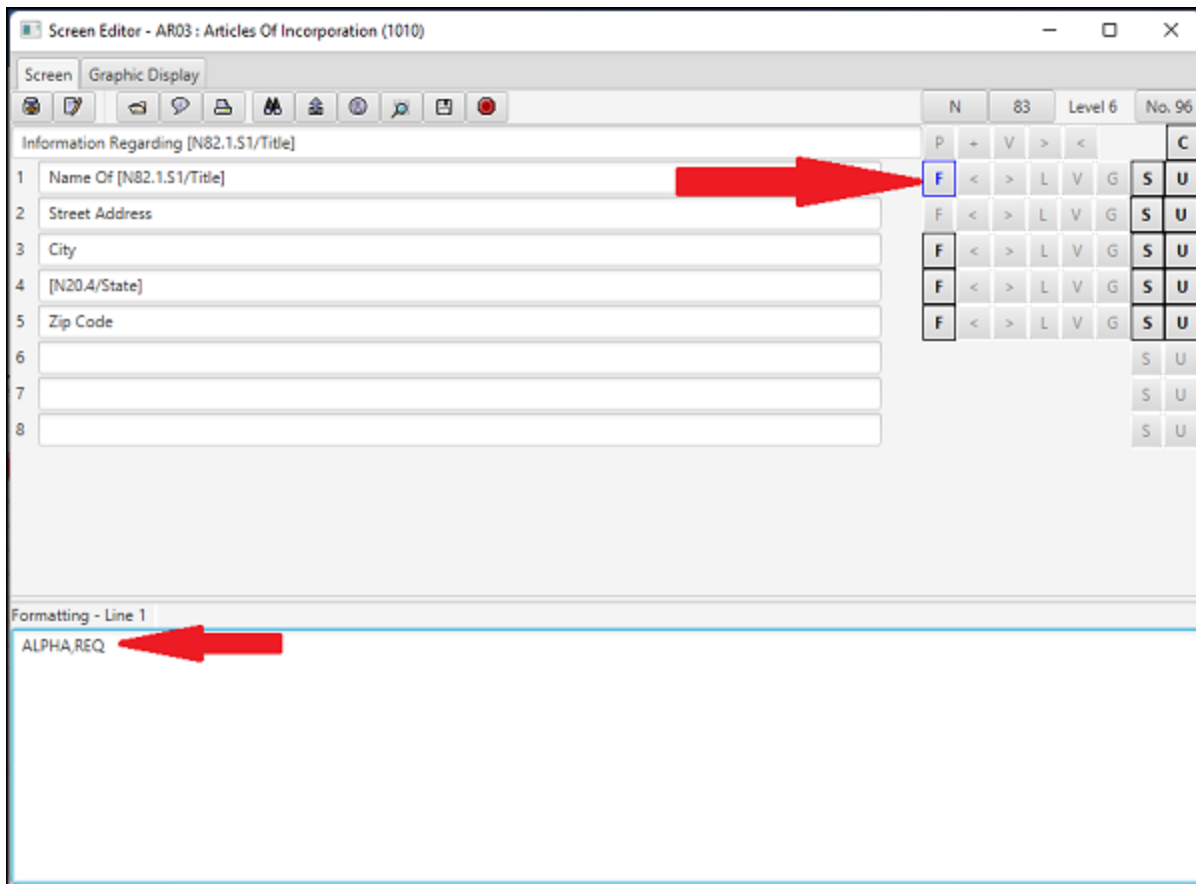 Screen Editor - AR03 : Articles Of Incorporation (1010)
Screen Graphic Display
N 83 Level 6 No. 96
Information Regarding [N82.1.S1/Title] P + V > < C
1 Name Of [N82.1.S1/Title] F < > L V G S U
2 Street Address F < > L V G S U
3 City F < > L V G S U
4 [N20.4/State] F < > L V G S U
5 Zip Code F < > L V G S U
6 S U
7 S U
8 S U
Formatting - Line 1
ALPHA,REQ